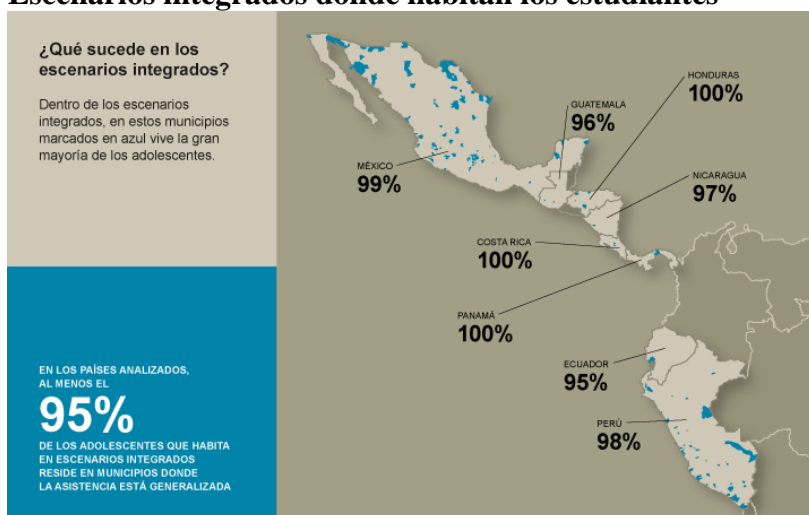 Escenarios integrados donde habitan los estudiantes
¿Qué sucede en los
escenarios integrados?
Dentro de los escenarios
integrados, en estos municipios
marcados en azul vive la gran
mayoría de los adolescentes.
HONDURAS
100%
GUATEMALA
96%
MÉXICO
99%
NICARAGUA
97%
COSTA RICA
100%
PANAMÁ
100%
ECUADOR
95%
PERÚ
98%
EN LOS PAÍSES ANALIZADOS,
AL MENOS EL
95%
DE LOS ADOLESCENTES QUE HABITA
EN ESCENARIOS INTEGRADOS
RESIDE EN MUNICIPIOS DONDE
LA ASISTENCIA ESTÁ GENERALIZADA